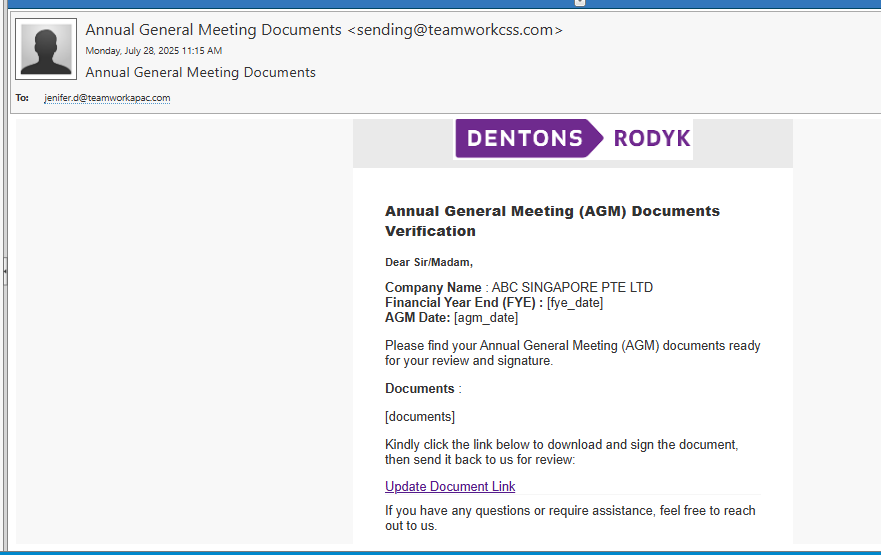 Annual General Meeting Documents <sending@teamworkcss.com>
Monday, July 28, 2025 11:15 AM
Annual General Meeting Documents
To: jenifer.d@teamworkapac.com
DENTONS RODYK
Annual General Meeting (AGM) Documents
Verification
Dear Sir/Madam,
Company Name : ABC SINGAPORE PTE LTD
Financial Year End (FYE) : [fye_date]
AGM Date: [agm_date]
Please find your Annual General Meeting (AGM) documents ready
for your review and signature.
Documents :
[documents]
Kindly click the link below to download and sign the document,
then send it back to us for review:
Update Document Link
If you have any questions or require assistance, feel free to reach
out to us.